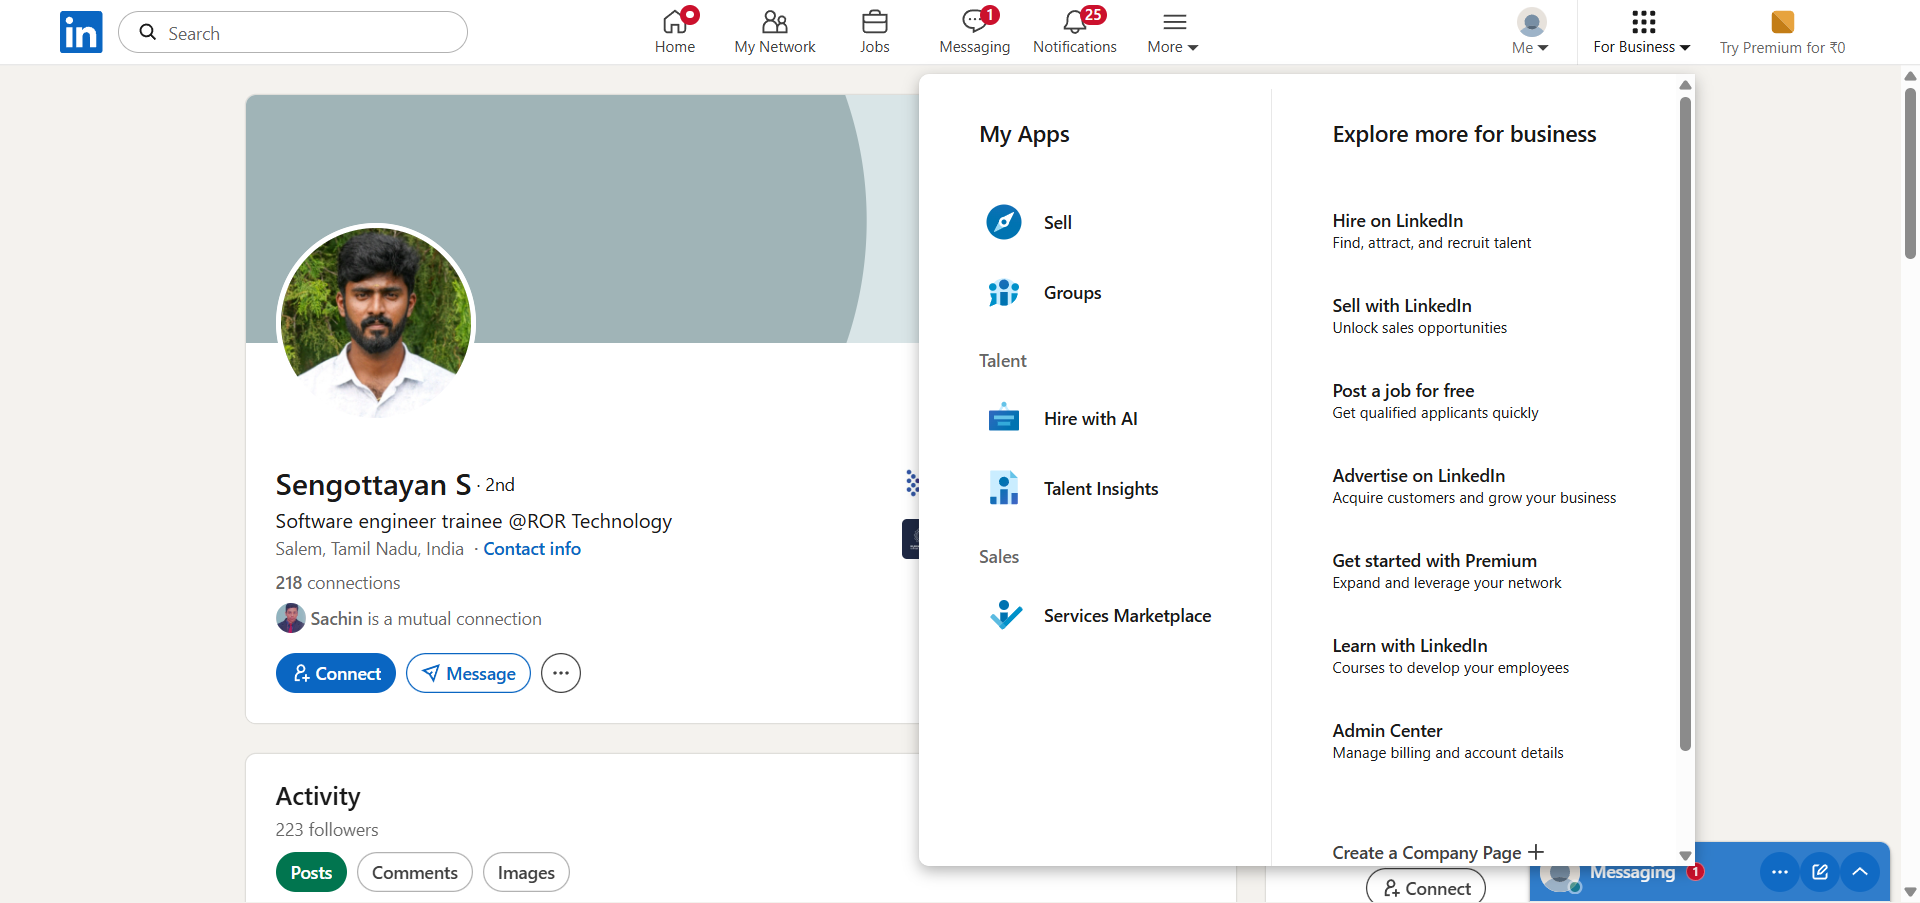 in
Search
Home
My Network
Jobs
1
Messaging
25
Notifications
More
Me
For Business
Try Premium for ₹0
Sengottayan S · 2nd
Software engineer trainee @ROR Technology
Salem, Tamil Nadu, India · Contact info
218 connections
Sachin is a mutual connection
Connect
Message
Activity
223 followers
Posts
Comments
Images
My Apps
Sell
Groups
Talent
Hire with AI
Talent Insights
Sales
Services Marketplace
Explore more for business
Hire on LinkedIn
Find, attract, and recruit talent
Sell with LinkedIn
Unlock sales opportunities
Post a job for free
Get qualified applicants quickly
Advertise on LinkedIn
Acquire customers and grow your business
Get started with Premium
Expand and leverage your network
Learn with LinkedIn
Courses to develop your employees
Admin Center
Manage billing and account details
Create a Company Page
Connect
Messaging 1